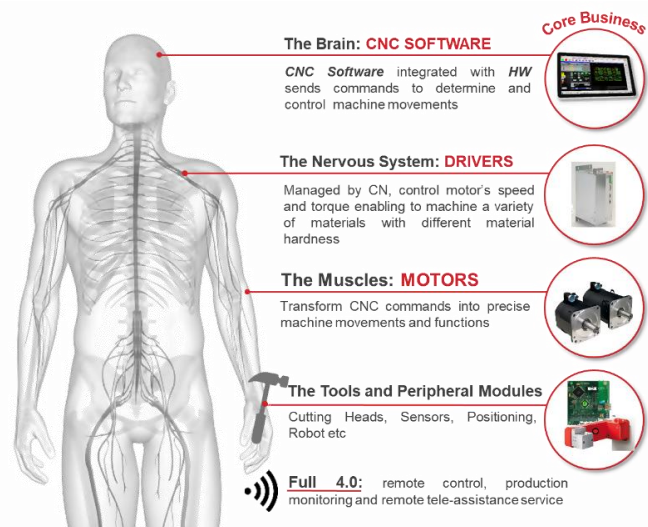 Core Business
The Brain: CNC SOFTWARE
CNC Software integrated with HW
sends commands to determine and
control machine movements
The Nervous System: DRIVERS
Managed by CN, control motor's speed
and torque enabling to machine a variety
of materials with different material
hardness
The Muscles: MOTORS
Transform CNC commands into precise
machine movements and functions
The Tools and Peripheral Modules
Cutting Heads, Sensors, Positioning,
Robot etc
Full 4.0: remote control, production
monitoring and remote tele-assistance service